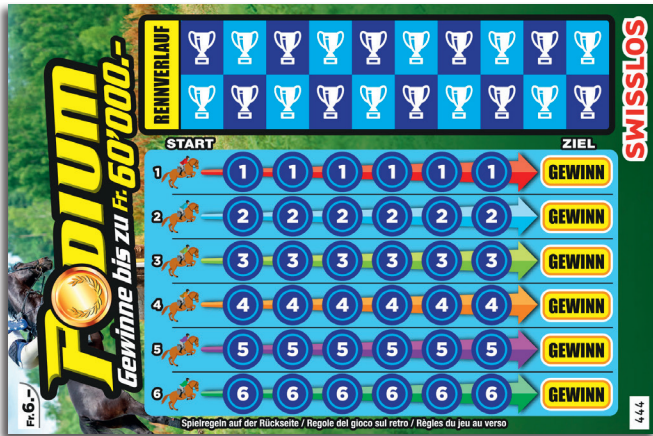 PODIUM
Gewinne bis zu Fr. 60'000.-
Fr. 6.-
RENNVERLAUF
SWISSLOS
START ZIEL
1 1 1 1 1 1 1 GEWINN
2 2 2 2 2 2 2 GEWINN
3 3 3 3 3 3 3 GEWINN
4 4 4 4 4 4 4 GEWINN
5 5 5 5 5 5 5 GEWINN
6 6 6 6 6 6 6 GEWINN
Spielregeln auf der Rückseite / Regole del gioco sul retro / Règles du jeu au verso
444